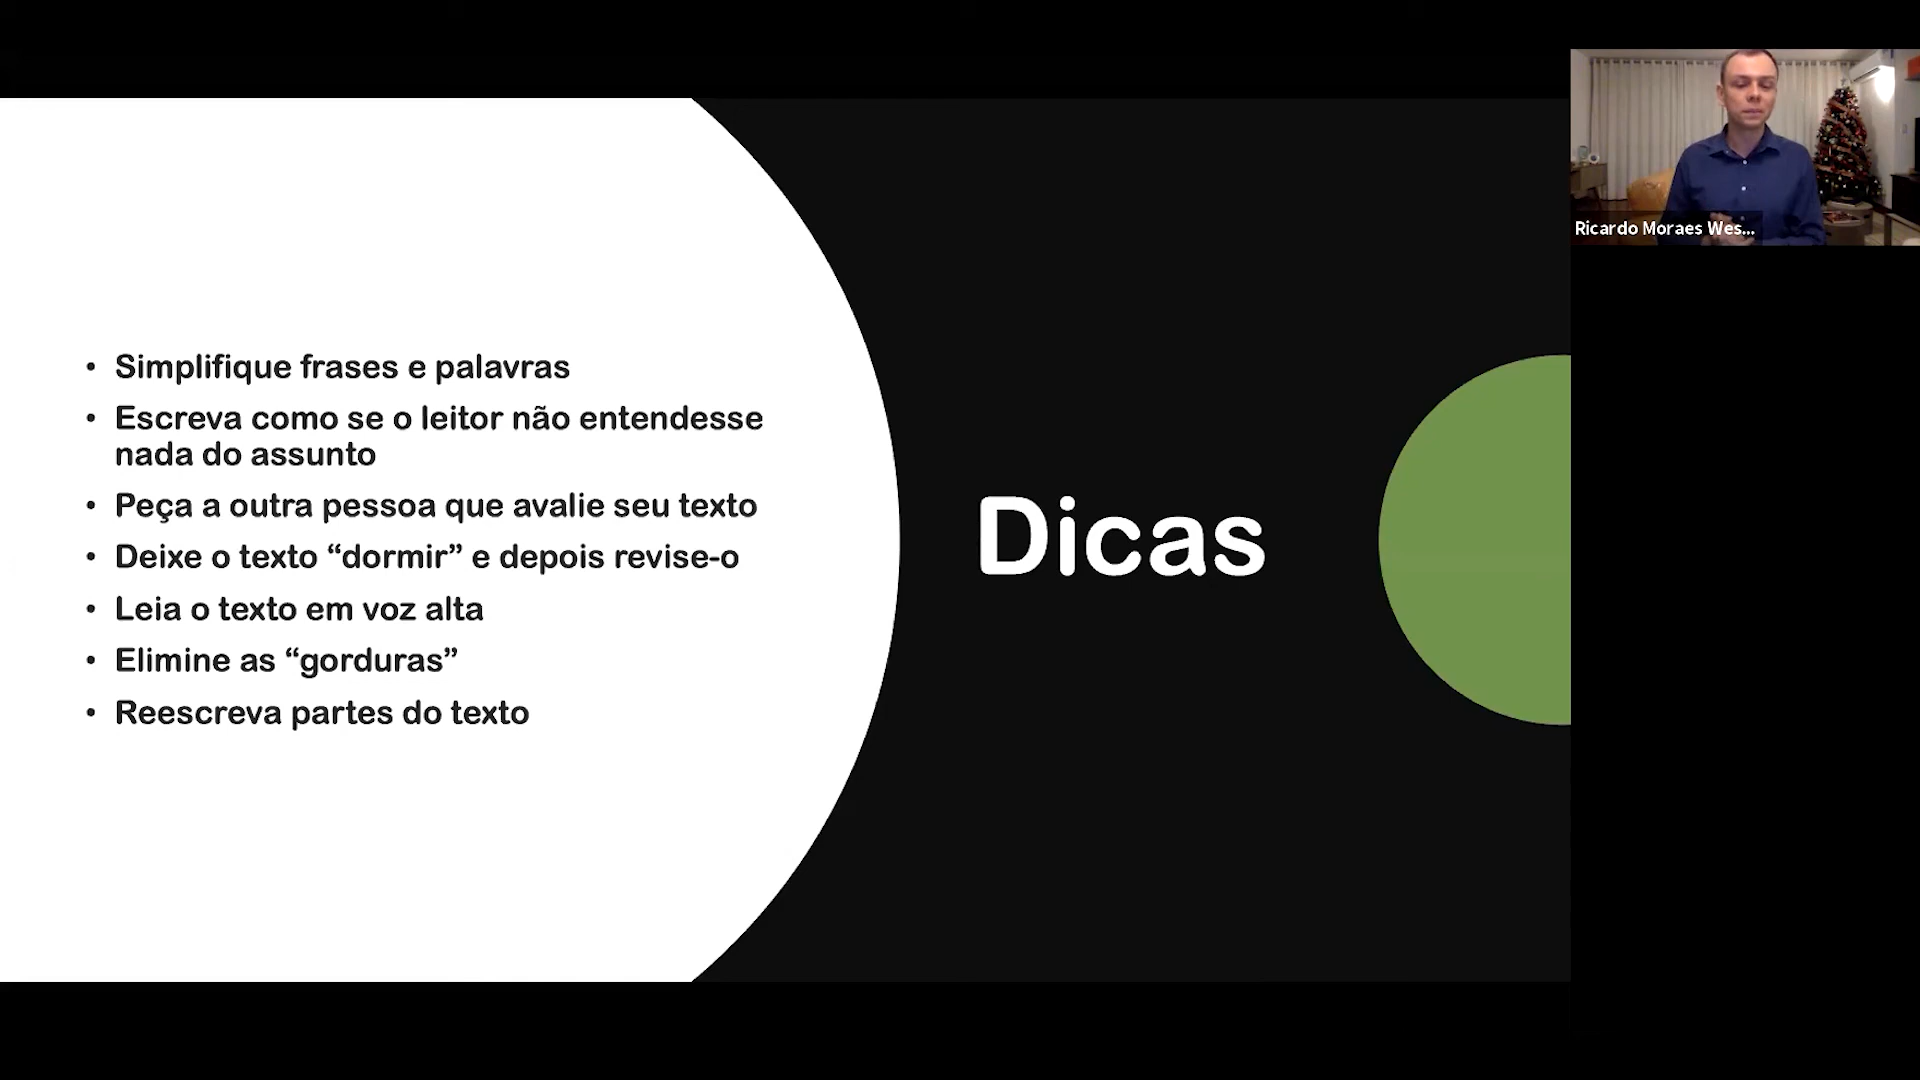 • Simplifique frases e palavras
• Escreva como se o leitor não entendesse
nada do assunto
• Peça a outra pessoa que avalie seu texto
• Deixe o texto “dormir” e depois revise-o
• Leia o texto em voz alta
• Elimine as “gorduras”
• Reescreva partes do texto
Dicas
Ricardo Moraes Wes...